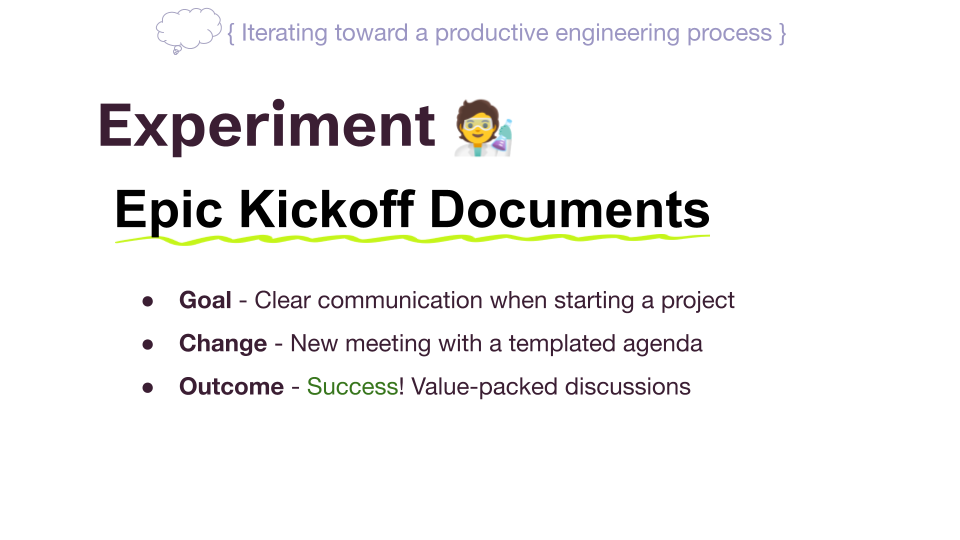 { Iterating toward a productive engineering process }
Experiment 🧑‍🔬
Epic Kickoff Documents
● Goal - Clear communication when starting a project
● Change - New meeting with a templated agenda
● Outcome - Success! Value-packed discussions